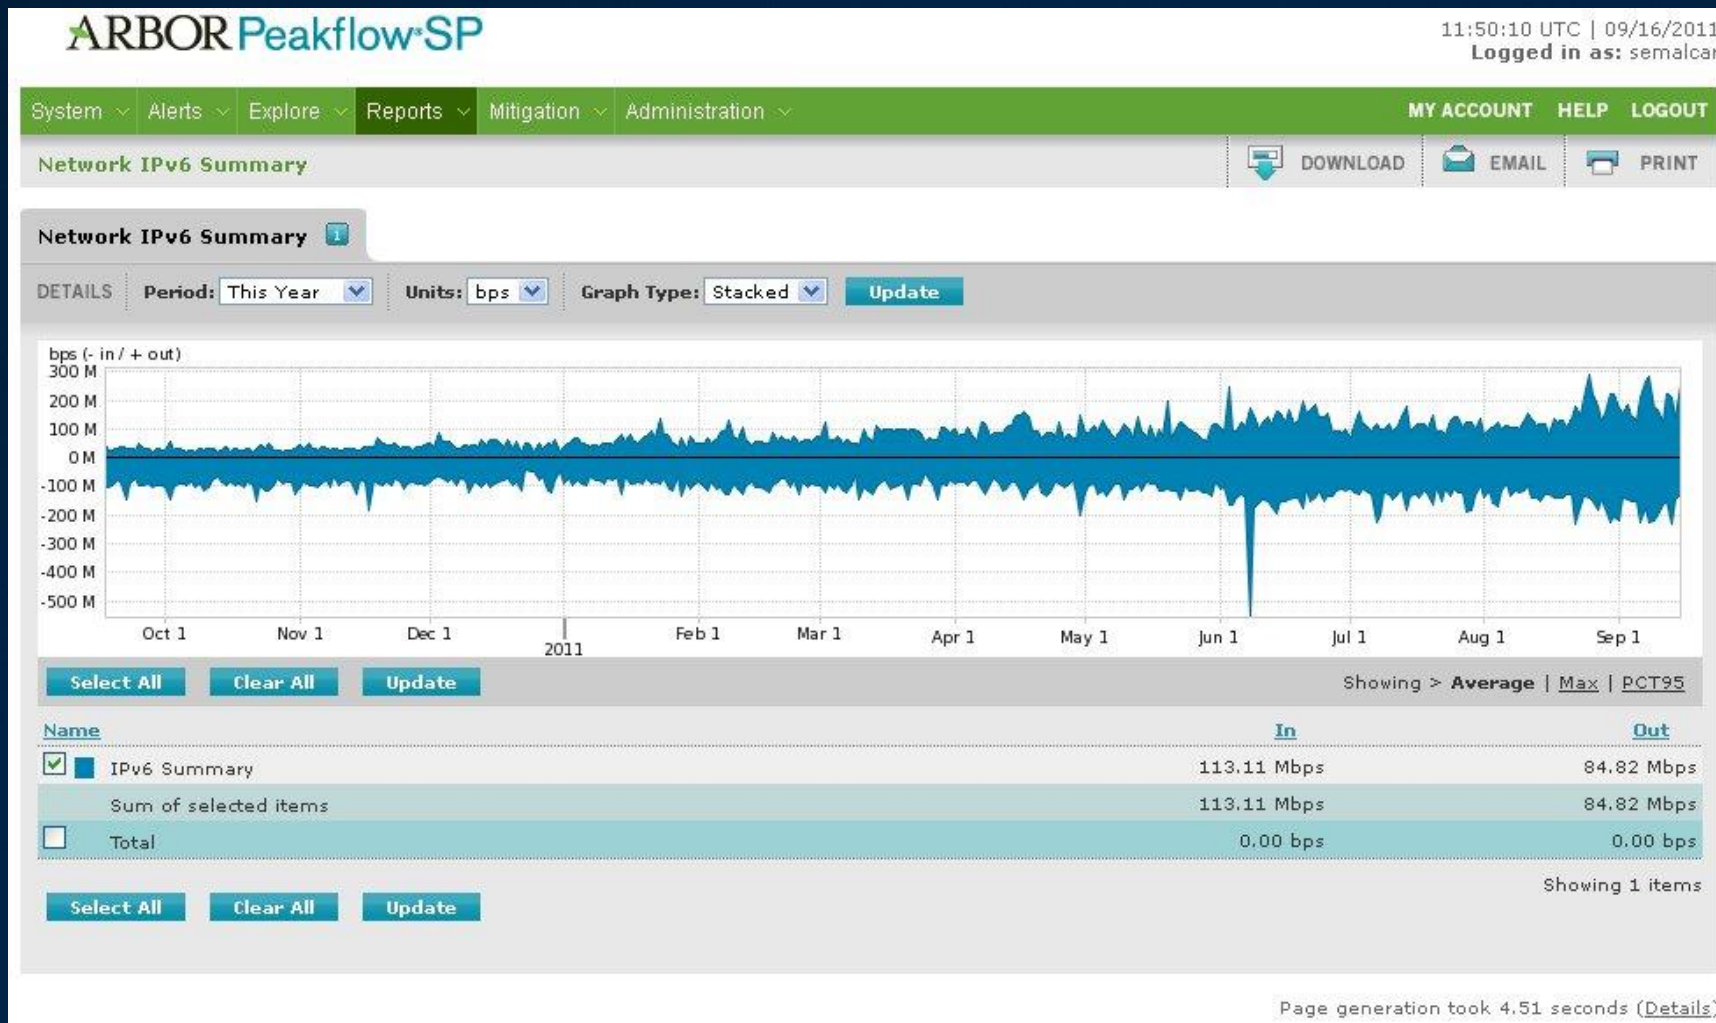 ARBOR Peakflow SP
11:50:10 UTC | 09/16/2011
Logged in as: semalcar
System Alerts Explore Reports Mitigation Administration MY ACCOUNT HELP LOGOUT
Network IPv6 Summary DOWNLOAD EMAIL PRINT
Network IPv6 Summary 1
DETAILS Period: This Year Units: bps Graph Type: Stacked Update
bps (- in / + out)
300 M
200 M
100 M
0 M
-100 M
-200 M
-300 M
-400 M
-500 M
Oct 1 Nov 1 Dec 1 2011 Feb 1 Mar 1 Apr 1 May 1 Jun 1 Jul 1 Aug 1 Sep 1
Select All Clear All Update Showing > Average | Max | PCT95
Name In Out
IPv6 Summary 113.11 Mbps 84.82 Mbps
Sum of selected items 113.11 Mbps 84.82 Mbps
Total 0.00 bps 0.00 bps
Showing 1 items
Select All Clear All Update
Page generation took 4.51 seconds (Details)